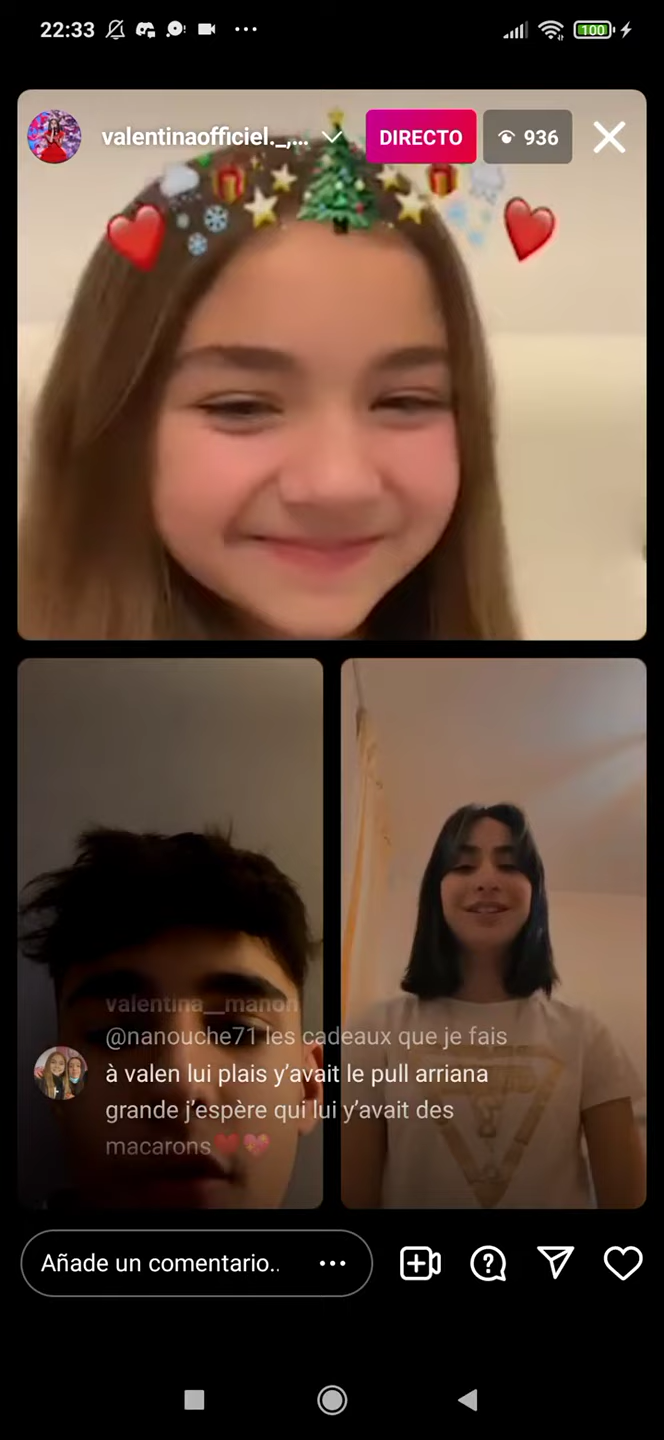 22:33
100
valentinaofficiel._,...
DIRECTO
936
valentina__manon
@nanouche71 les cadeaux que je fais
à valen lui plais y’avait le pull arriana
grande j’espère qui lui y’avait des
macarons❤️💖
Añade un comentario..